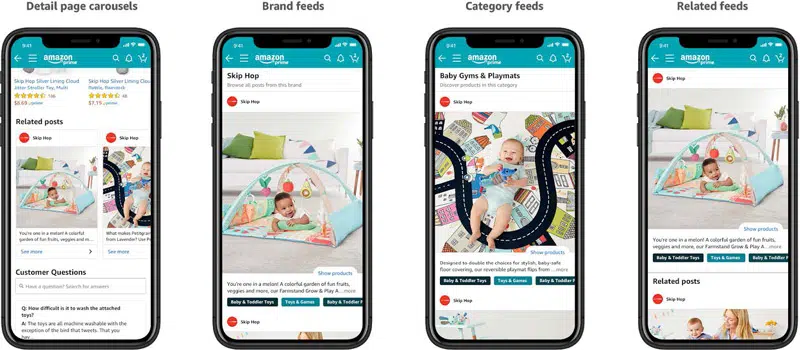 Detail page carousels
9:41
amazon
prime
2
Skip Hop Silver Lining Cloud
Jitter Stroller Toy, Multi
146
$8.69 prime
Skip Hop Silver Lining Cloud
$7.15 prime
Related posts
Skip Hop
You're one in a melon! A colorful
garden of fun fruits, veggies and m...
See more
Skip Hop
What makes Petit
from Lavender? Use P
See more
Customer Questions
Have a question? Search for answers
Q: How difficult is it to wash the attached
toys?
A: The toys are all machine washable with the
exception of the bird that tweets. That you
Brand feeds
9:41
amazon
prime
2
Skip Hop
Browse all posts from this brand
Skip Hop
Show products
You're one in a melon! A colorful garden of fun fruits,
veggies and more, our Farmstand Grow & Play A... more
Baby & Toddler Toys
Toys & Games
Baby
Skip Hop
Category feeds
9:41
amazon
prime
2
Baby Gyms & Playmats
Discover products in this category
Skip Hop
Show products
Designed to double the choices for stylish, baby-safe
floor covering, our reversible playmat flips from ...more
Baby & Toddler Toys
Toys & Games
Baby
Skip Hop
Related feeds
9:41
amazon
prime
2
Skip Hop
Show products
You're one in a melon! A colorful garden of fun fruits,
veggies and more, our Farmstand Grow & Play A... more
Baby & Toddler Toys
Toys & Games
Baby
Related posts
Skip Hop